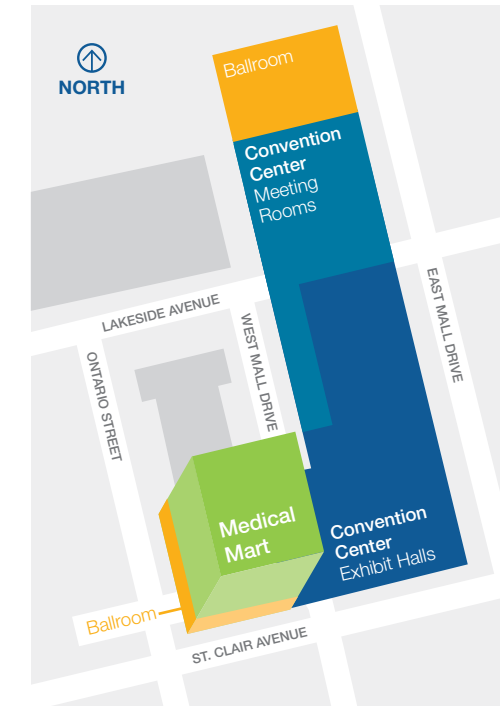 NORTH
Ballroom
Convention
Center
Meeting
Rooms
LAKESIDE AVENUE
EAST MALL DRIVE
WEST MALL DRIVE
ONTARIO STREET
Medical
Mart
Convention
Center
Exhibit Halls
Ballroom
ST. CLAIR AVENUE